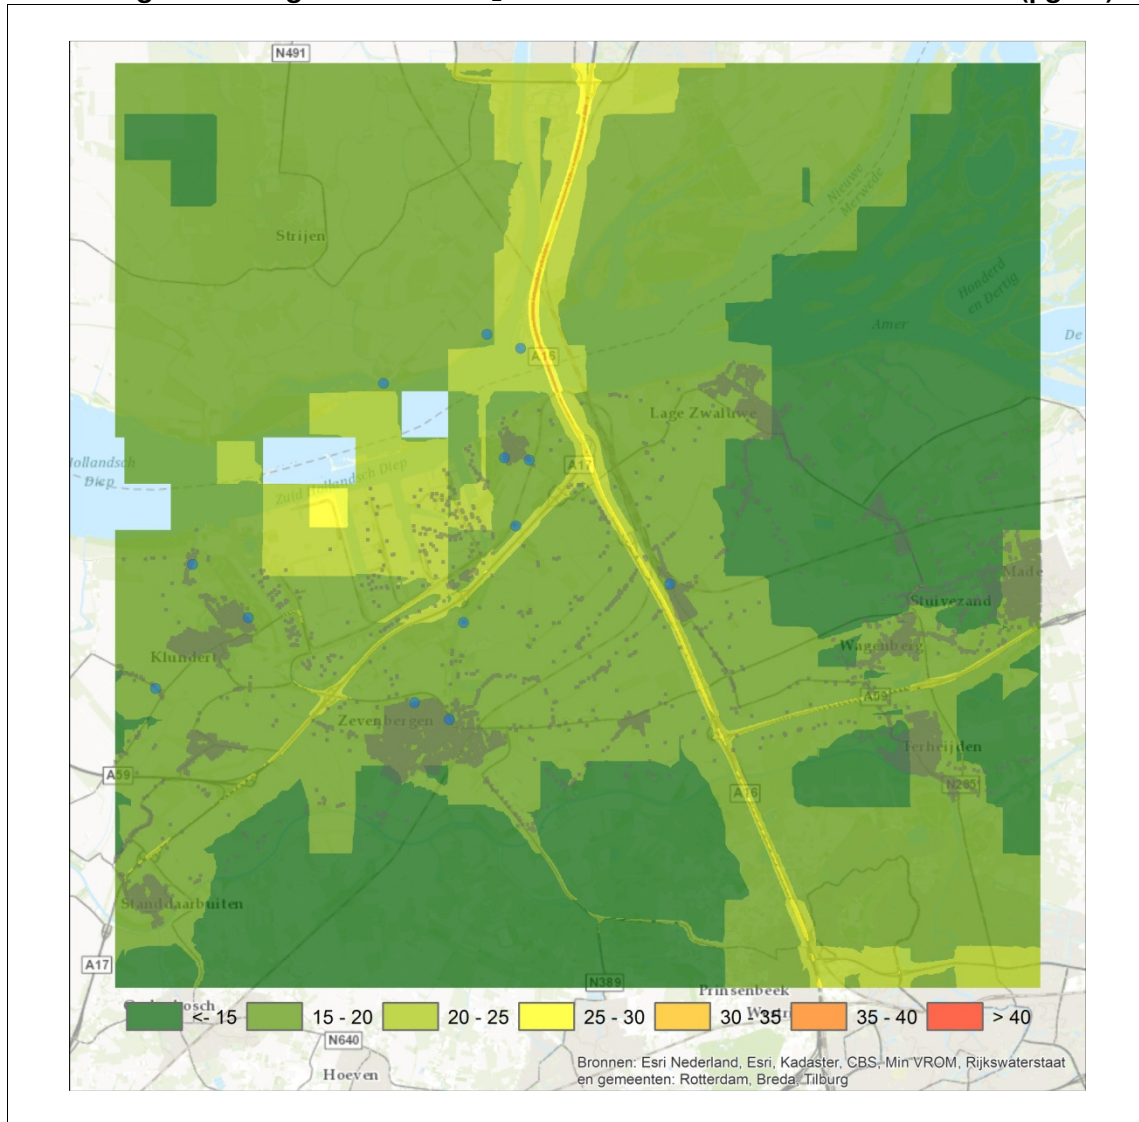 N491
Strijen
Nieuwe
Merwede
Honderd
en Dertig
Amer
De
A16
Lage Zwaluwe
A17
Hollandsch
Diep
Zuid Hollandsch Diep
Made
Stuivezand
Wagenberg
Klundert
A59
Zevenbergen
Terheijden
A59
N285
A16
Standdaarbuiten
A17
N389
Prinsenbeek
<- 15
15 - 20
20 - 25
25 - 30
30 - 35
35 - 40
> 40
N640
Hoeven
Bronnen: Esri Nederland, Esri, Kadaster, CBS, Min VROM, Rijkswaterstaat
en gemeenten: Rotterdam, Breda, Tilburg